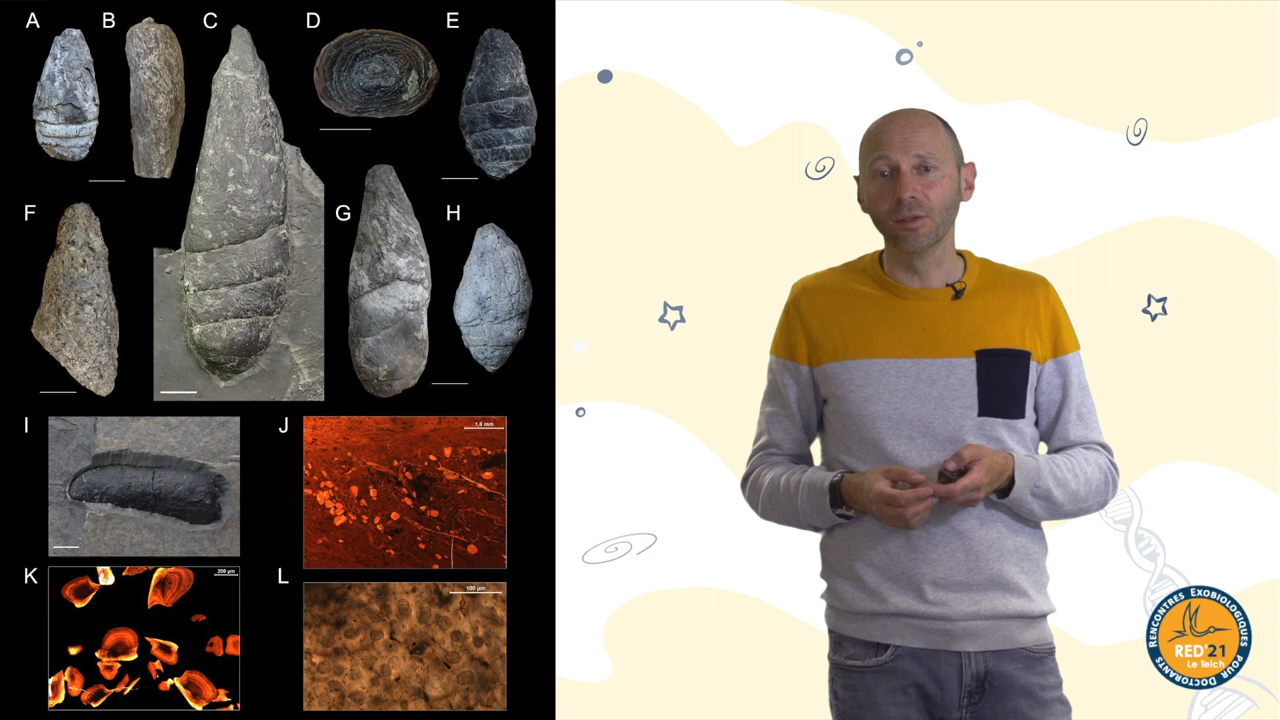 A
B
C
D
E
F
G
H
I
J
1,0 mm
K
200 µm
L
100 µm
RENCONTRES EXOBIOLOGIQUES
POUR DOCTORANTS
RED'21
Le Teich